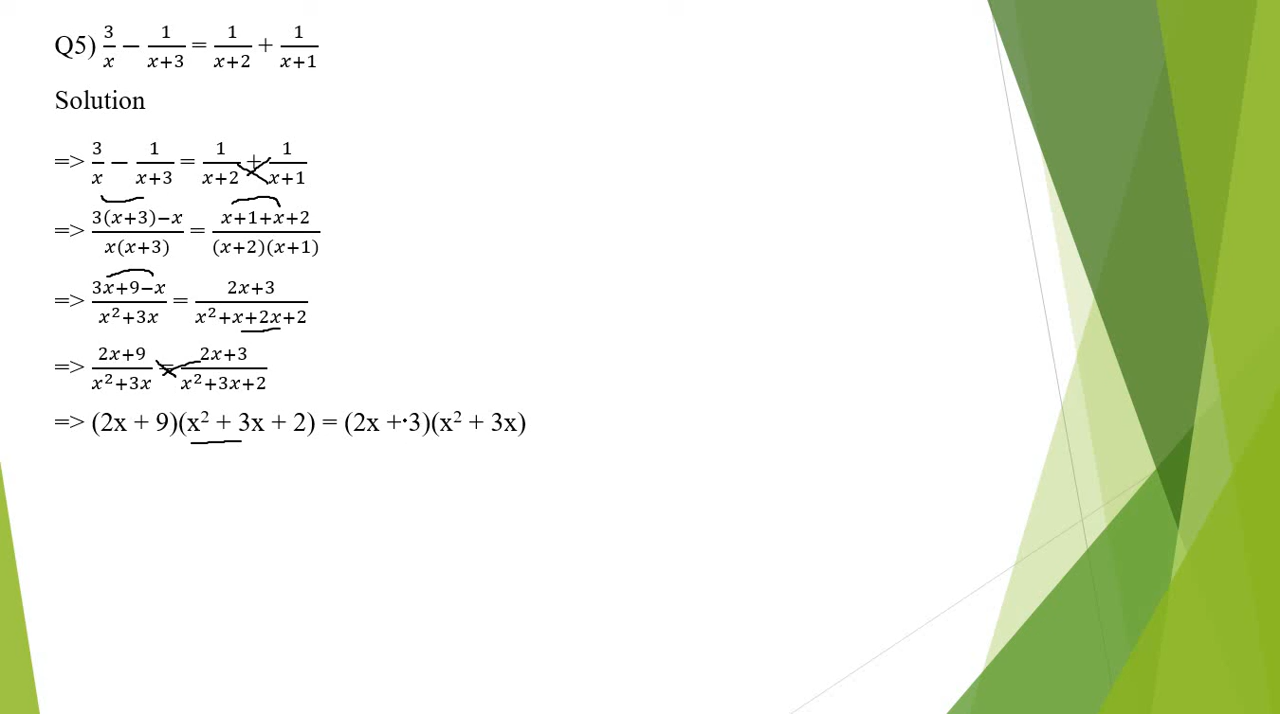 Q5) 3/x − 1/(x+3) = 1/(x+2) + 1/(x+1)
Solution
=> 3/x − 1/(x+3) = 1/(x+2) + 1/(x+1)
=> (3(x+3)−x)/(x(x+3)) = (x+1+x+2)/((x+2)(x+1))
=> (3x+9−x)/(x²+3x) = (2x+3)/(x²+x+2x+2)
=> (2x+9)/(x²+3x) = (2x+3)/(x²+3x+2)
=> (2x + 9)(x² + 3x + 2) = (2x + 3)(x² + 3x)